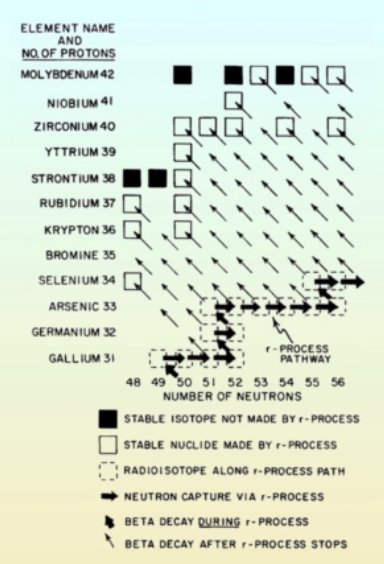 ELEMENT NAME
AND
NO. OF PROTONS
MOLYBDENUM 42
NIOBIUM 41
ZIRCONIUM 40
YTTRIUM 39
STRONTIUM 38
RUBIDIUM 37
KRYPTON 36
BROMINE 35
SELENIUM 34
ARSENIC 33
GERMANIUM 32
GALLIUM 31
r-PROCESS
PATHWAY
48 49 50 51 52 53 54 55 56
NUMBER OF NEUTRONS
STABLE ISOTOPE NOT MADE BY r-PROCESS
STABLE NUCLIDE MADE BY r-PROCESS
RADIOISOTOPE ALONG r-PROCESS PATH
NEUTRON CAPTURE VIA r-PROCESS
BETA DECAY DURING r-PROCESS
BETA DECAY AFTER r-PROCESS STOPS